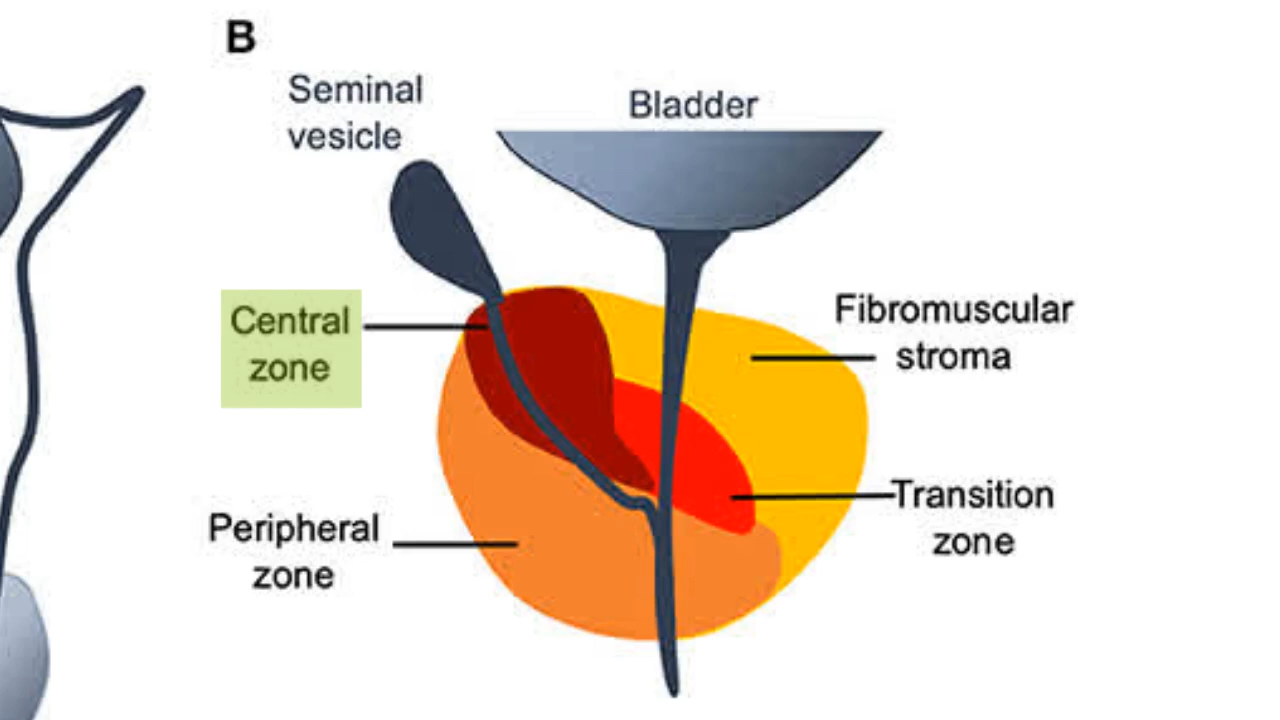 B
Seminal
vesicle
Bladder
Central
zone
Fibromuscular
stroma
Peripheral
zone
Transition
zone